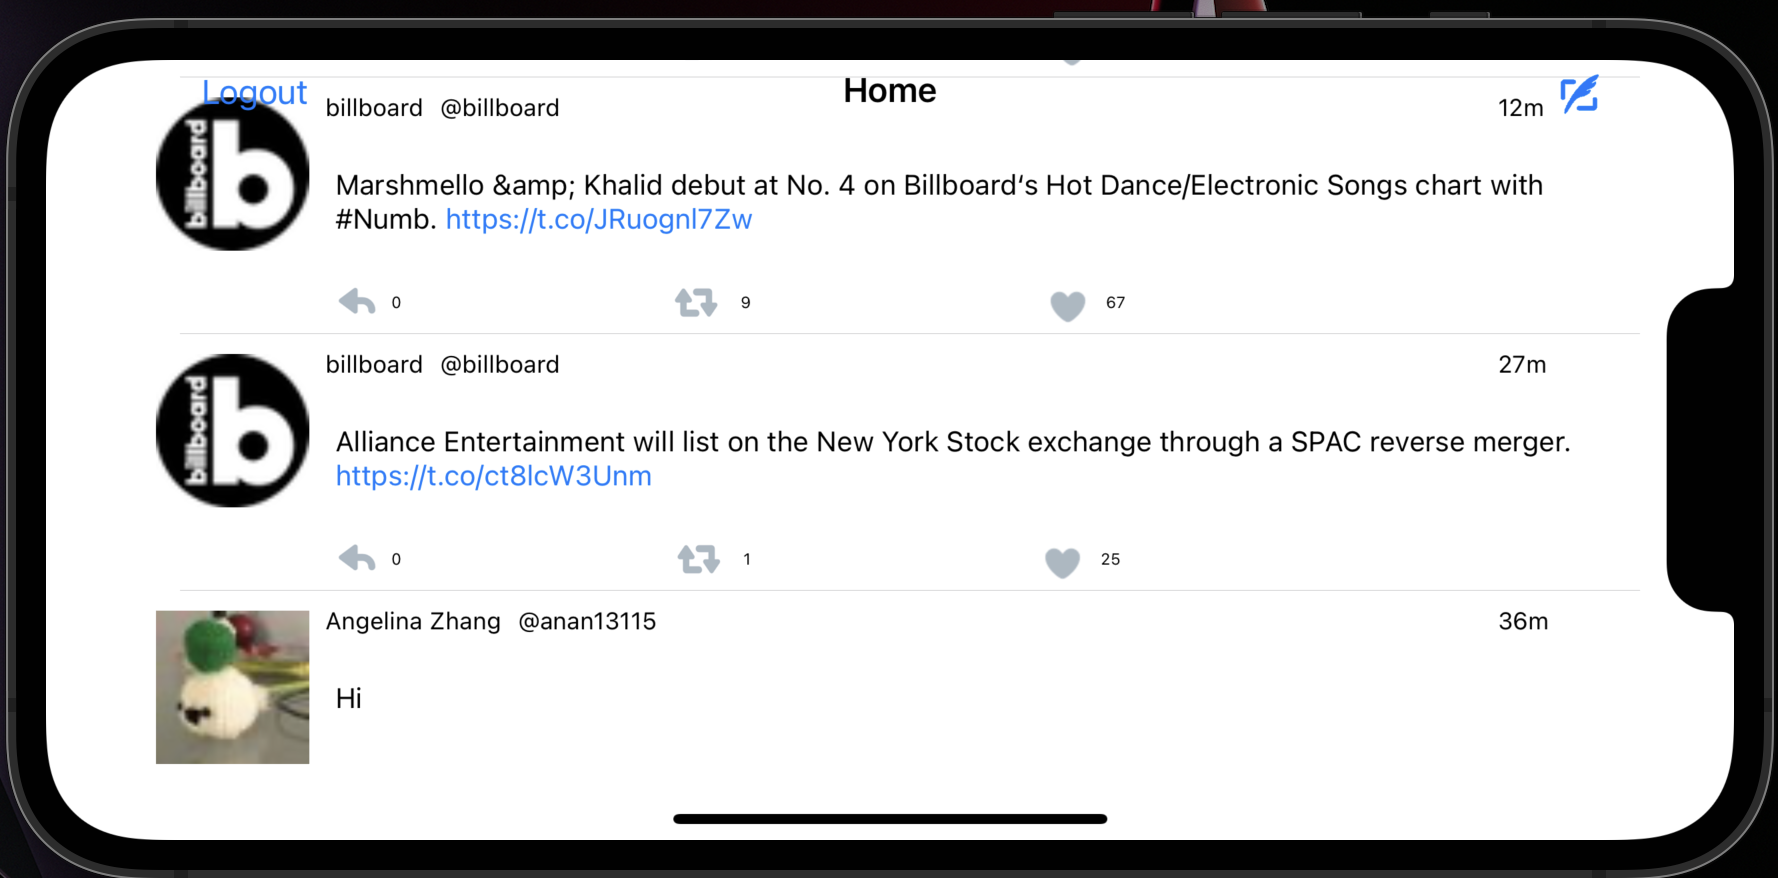 Logout
Home
billboard
billboard @billboard
12m
Marshmello &amp; Khalid debut at No. 4 on Billboard‘s Hot Dance/Electronic Songs chart with
#Numb. https://t.co/JRuognl7Zw
0
9
67
billboard
billboard @billboard
27m
Alliance Entertainment will list on the New York Stock exchange through a SPAC reverse merger.
https://t.co/ct8lcW3Unm
0
1
25
Angelina Zhang @anan13115
36m
Hi